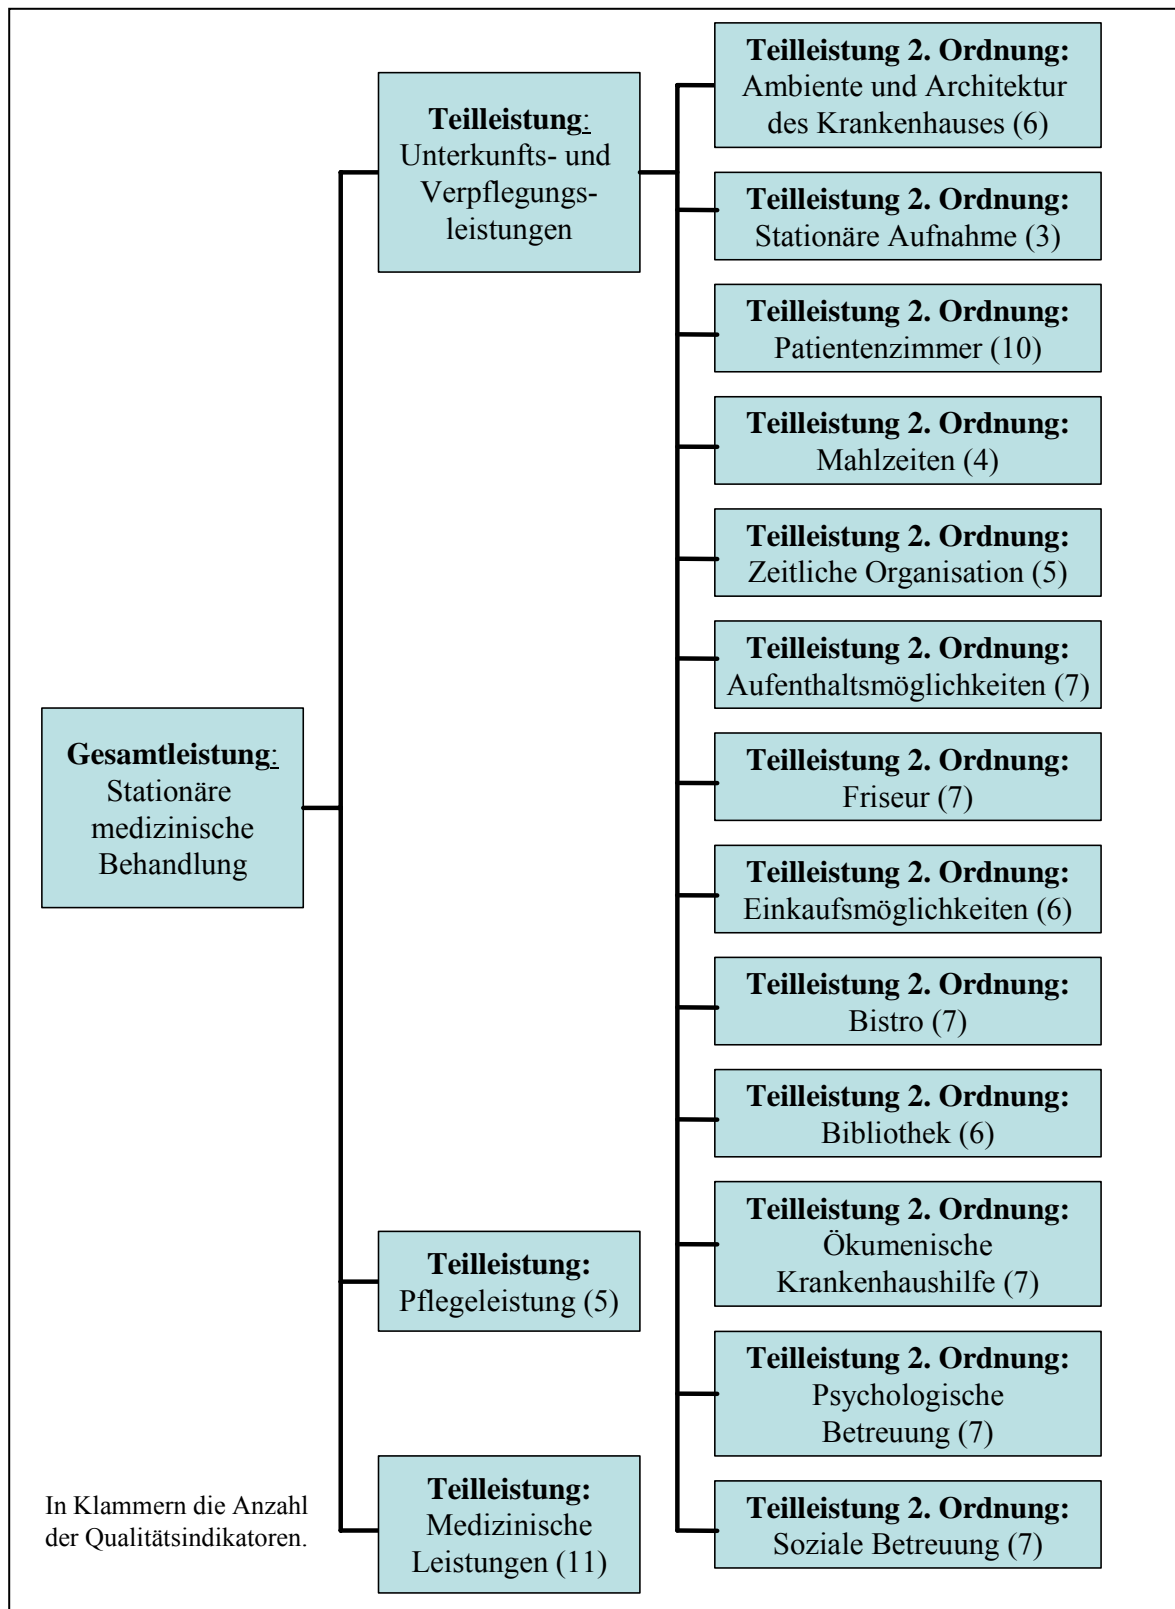 Gesamtleistung:
Stationäre
medizinische
Behandlung
Teilleistung:
Unterkunfts- und
Verpflegungs-
leistungen
Teilleistung:
Pflegeleistung (5)
Teilleistung:
Medizinische
Leistungen (11)
Teilleistung 2. Ordnung:
Ambiente und Architektur
des Krankenhauses (6)
Teilleistung 2. Ordnung:
Stationäre Aufnahme (3)
Teilleistung 2. Ordnung:
Patientenzimmer (10)
Teilleistung 2. Ordnung:
Mahlzeiten (4)
Teilleistung 2. Ordnung:
Zeitliche Organisation (5)
Teilleistung 2. Ordnung:
Aufenthaltsmöglichkeiten (7)
Teilleistung 2. Ordnung:
Friseur (7)
Teilleistung 2. Ordnung:
Einkaufsmöglichkeiten (6)
Teilleistung 2. Ordnung:
Bistro (7)
Teilleistung 2. Ordnung:
Bibliothek (6)
Teilleistung 2. Ordnung:
Ökumenische
Krankenhaushilfe (7)
Teilleistung 2. Ordnung:
Psychologische
Betreuung (7)
Teilleistung 2. Ordnung:
Soziale Betreuung (7)
In Klammern die Anzahl
der Qualitätsindikatoren.